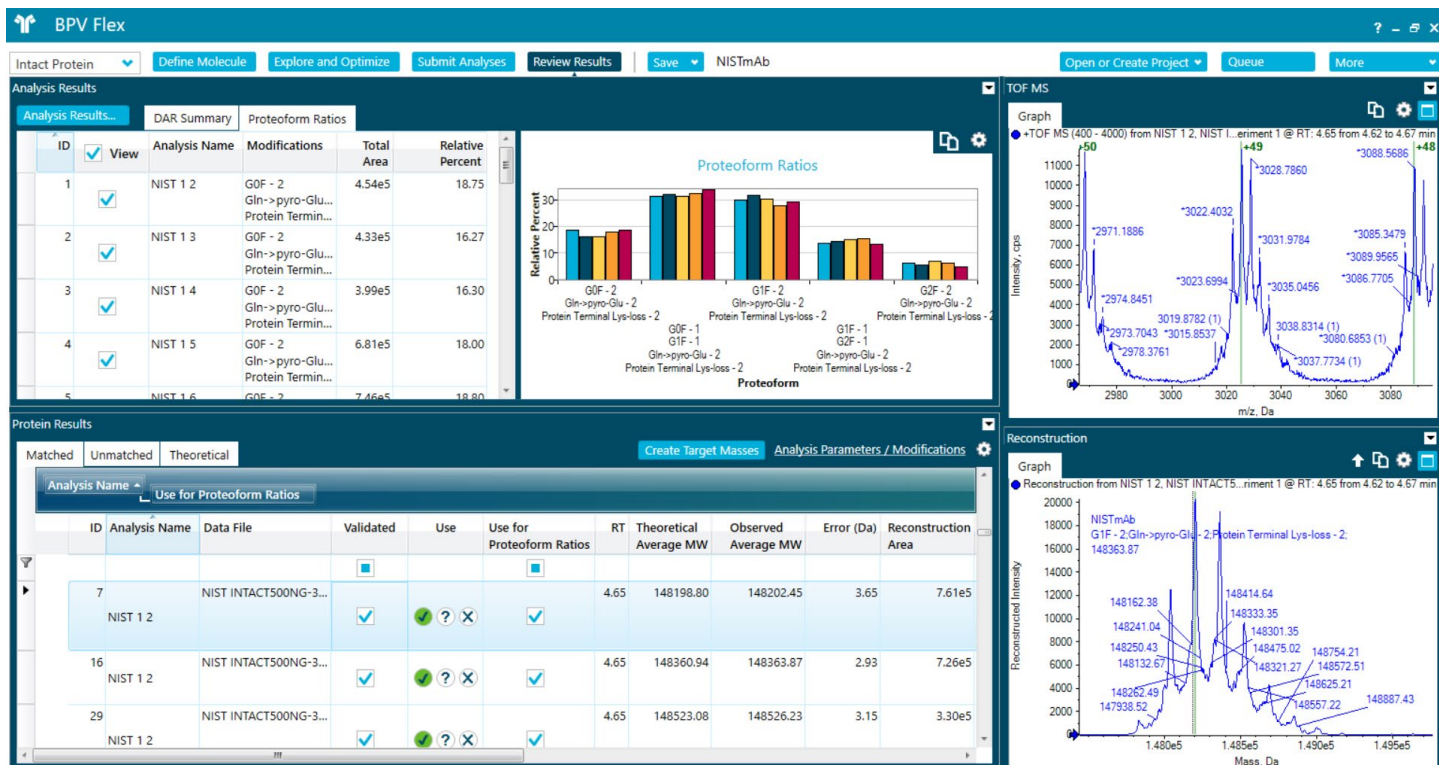 BPV Flex
? – X
Intact Protein
Define Molecule
Explore and Optimize
Submit Analyses
Review Results
Save
NISTmAb
Open or Create Project
Queue
More
Analysis Results
Analysis Results...
DAR Summary
Proteoform Ratios
ID View Analysis Name Modifications Total Area Relative Percent
1 NIST 1 2 G0F - 2 4.54e5 18.75
Gln->pyro-Glu...
Protein Termin...
2 NIST 1 3 G0F - 2 4.33e5 16.27
Gln->pyro-Glu...
Protein Termin...
3 NIST 1 4 G0F - 2 3.99e5 16.30
Gln->pyro-Glu...
Protein Termin...
4 NIST 1 5 G0F - 2 6.81e5 18.00
Gln->pyro-Glu...
Protein Termin...
5 NIST 1 6 G0F - 2 7.46e5 18.80
Proteoform Ratios
Relative Percent
30
20
10
0
G0F - 2
Gln->pyro-Glu - 2
Protein Terminal Lys-loss - 2
G0F - 1
G1F - 1
Gln->pyro-Glu - 2
Protein Terminal Lys-loss - 2
G1F - 2
Gln->pyro-Glu - 2
Protein Terminal Lys-loss - 2
G1F - 1
G2F - 1
Gln->pyro-Glu - 2
Protein Terminal Lys-loss - 2
G2F - 2
Gln->pyro-Glu - 2
Protein Terminal Lys-loss - 2
Proteoform
TOF MS
Graph
+TOF MS (400 - 4000) from NIST 1 2, NIST I...eriment 1 @ RT: 4.65 from 4.62 to 4.67 min
+50
+49
+48
*3088.5686
*3028.7860
*3022.4032
*2971.1886
*3031.9784
*3085.3479
*3089.9565
*3023.6994
*3086.7705
*3035.0456
*2974.8451
3019.8782 (1)
3038.8314 (1)
*2973.7043
*3015.8537
*3080.6853 (1)
*2978.3761
*3037.7734 (1)
Intensity, cps
11000
10000
9000
8000
7000
6000
5000
4000
3000
2000
1000
0
2980 3000 3020 3040 3060 3080
m/z, Da
Protein Results
Matched
Unmatched
Theoretical
Create Target Masses
Analysis Parameters / Modifications
Analysis Name
Use for Proteoform Ratios
ID Analysis Name Data File Validated Use Use for Proteoform Ratios RT Theoretical Average MW Observed Average MW Error (Da) Reconstruction Area
7 NIST INTACT500NG-3... 4.65 148198.80 148202.45 3.65 7.61e5
NIST 1 2 ? X
16 NIST INTACT500NG-3... 4.65 148360.94 148363.87 2.93 7.26e5
NIST 1 2 ? X
29 NIST INTACT500NG-3... 4.65 148523.08 148526.23 3.15 3.30e5
NIST 1 2 ? X
Reconstruction
Graph
Reconstruction from NIST 1 2, NIST INTACT5...riment 1 @ RT: 4.65 from 4.62 to 4.67 min
NISTmAb
G1F - 2;Gln->pyro-Glu - 2;Protein Terminal Lys-loss - 2;
148363.87
148162.38
148414.64
148333.35
148241.04
148301.35
148250.43
148475.02
148754.21
148132.67
148321.27
148572.51
148262.49
148625.21
147938.52
148557.22
148887.43
Reconstructed Intensity
20000
18000
16000
14000
12000
10000
8000
6000
4000
2000
0
1.480e5 1.485e5 1.490e5 1.495e5
Mass, Da